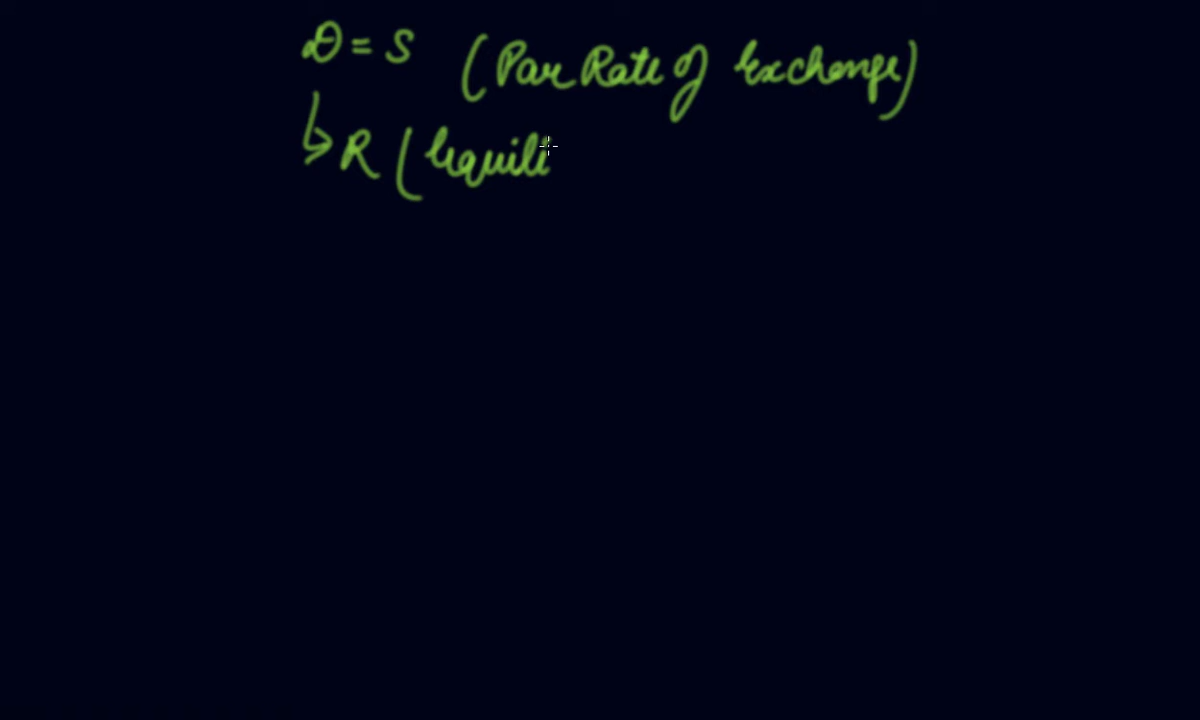 D = S (Par Rate of Exchange)
↳ R (Equili